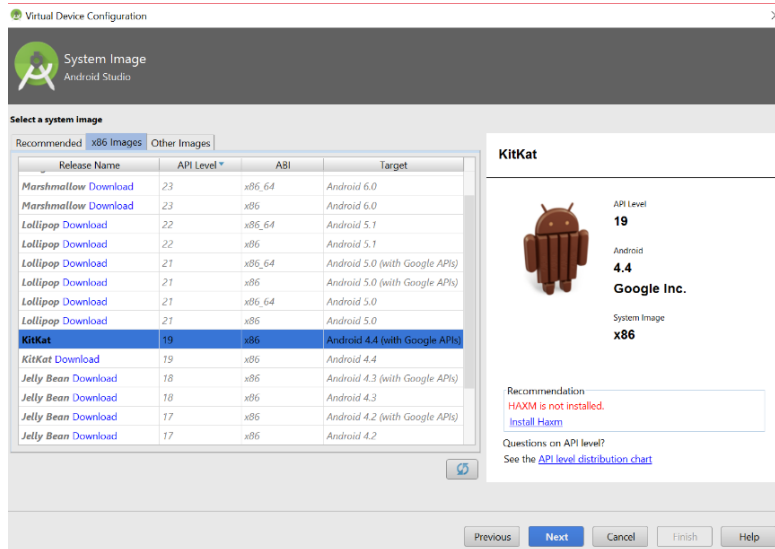 Virtual Device Configuration
System Image
Android Studio
Select a system image
Recommended x86 Images Other Images
Release Name API Level ABI Target
Marshmallow Download 23 x86_64 Android 6.0
Marshmallow Download 23 x86 Android 6.0
Lollipop Download 22 x86_64 Android 5.1
Lollipop Download 22 x86 Android 5.1
Lollipop Download 21 x86_64 Android 5.0 (with Google APIs)
Lollipop Download 21 x86 Android 5.0 (with Google APIs)
Lollipop Download 21 x86_64 Android 5.0
Lollipop Download 21 x86 Android 5.0
KitKat 19 x86 Android 4.4 (with Google APIs)
KitKat Download 19 x86 Android 4.4
Jelly Bean Download 18 x86 Android 4.3 (with Google APIs)
Jelly Bean Download 18 x86 Android 4.3
Jelly Bean Download 17 x86 Android 4.2 (with Google APIs)
Jelly Bean Download 17 x86 Android 4.2
KitKat
API Level
19
Android
4.4
Google Inc.
System Image
x86
Recommendation
HAXM is not installed.
Install Haxm
Questions on API level?
See the API level distribution chart
Previous Next Cancel Finish Help